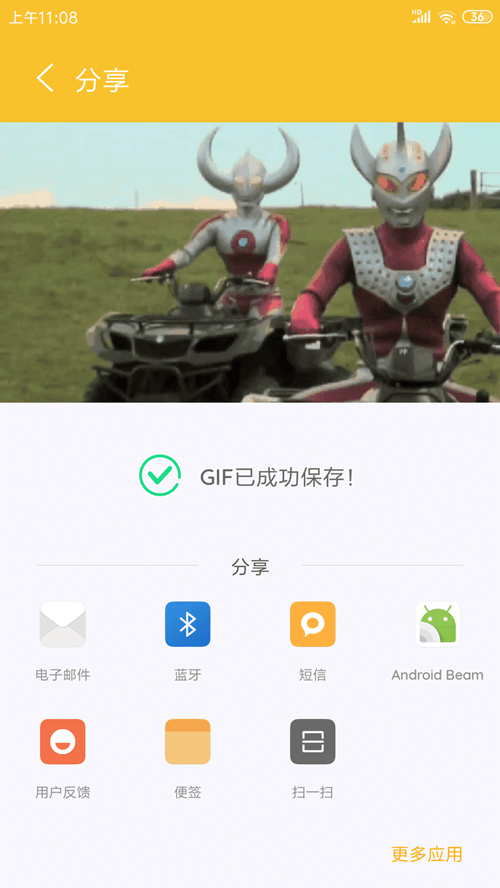 上午11:08
HD
36
分享
GIF已成功保存!
分享
电子邮件
蓝牙
短信
Android Beam
用户反馈
便签
扫一扫
更多应用